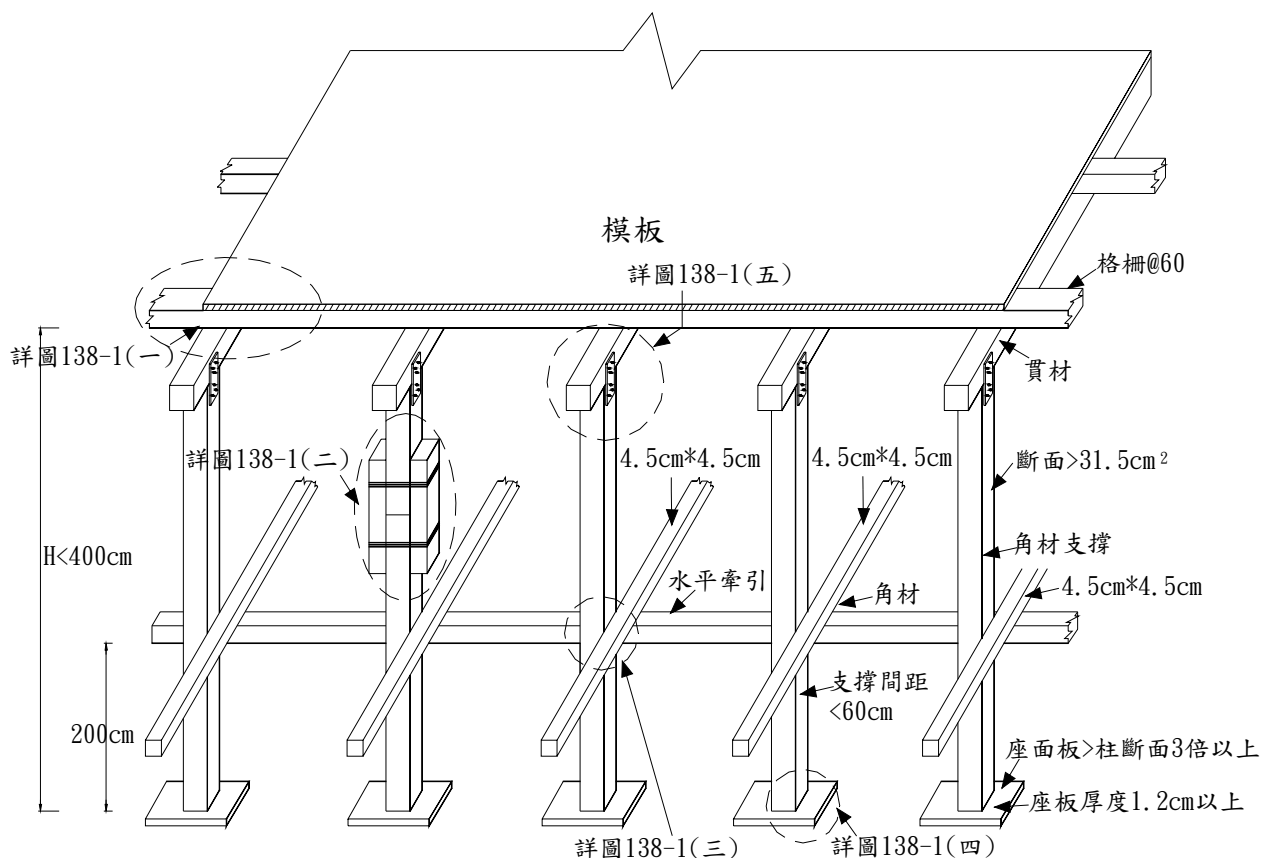 模板
詳圖138-1(五)
格柵@60
詳圖138-1(一)
貫材
詳圖138-1(二)
4.5cm*4.5cm
4.5cm*4.5cm
斷面>31.5cm²
H<400cm
角材支撐
水平牽引
角材
4.5cm*4.5cm
支撐間距
<60cm
200cm
座面板>柱斷面3倍以上
座板厚度1.2cm以上
詳圖138-1(三)
詳圖138-1(四)